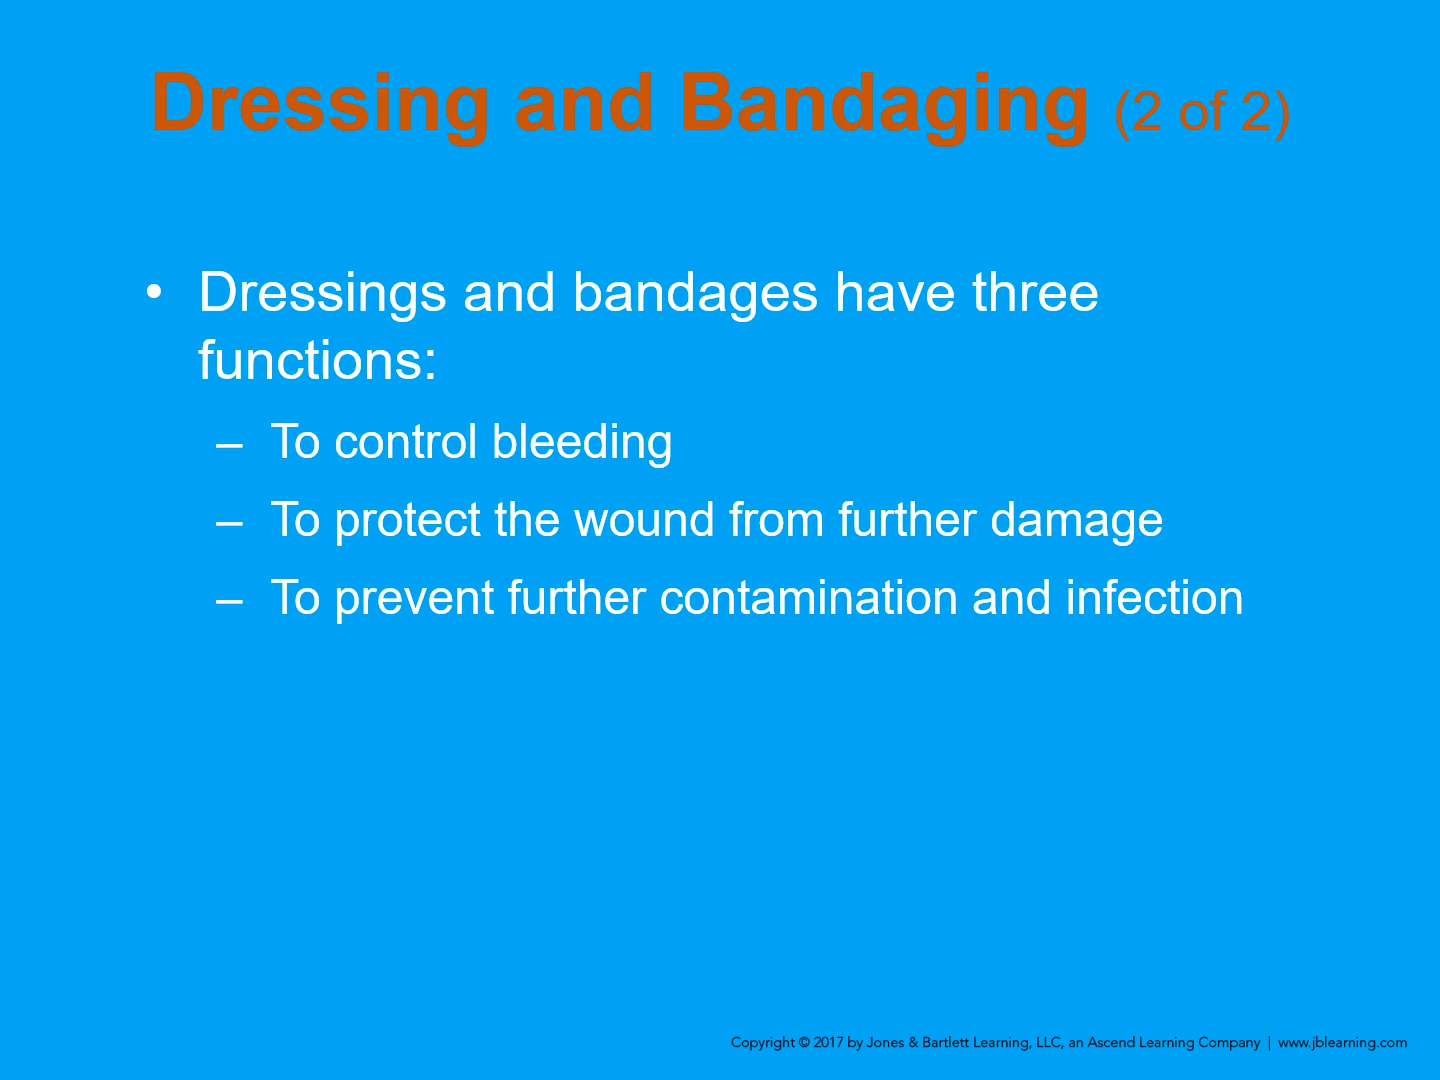 Dressing and Bandaging (2 of 2)
• Dressings and bandages have three
functions:
– To control bleeding
– To protect the wound from further damage
– To prevent further contamination and infection
Copyright © 2017 by Jones & Bartlett Learning, LLC, an Ascend Learning Company | www.jblearning.com